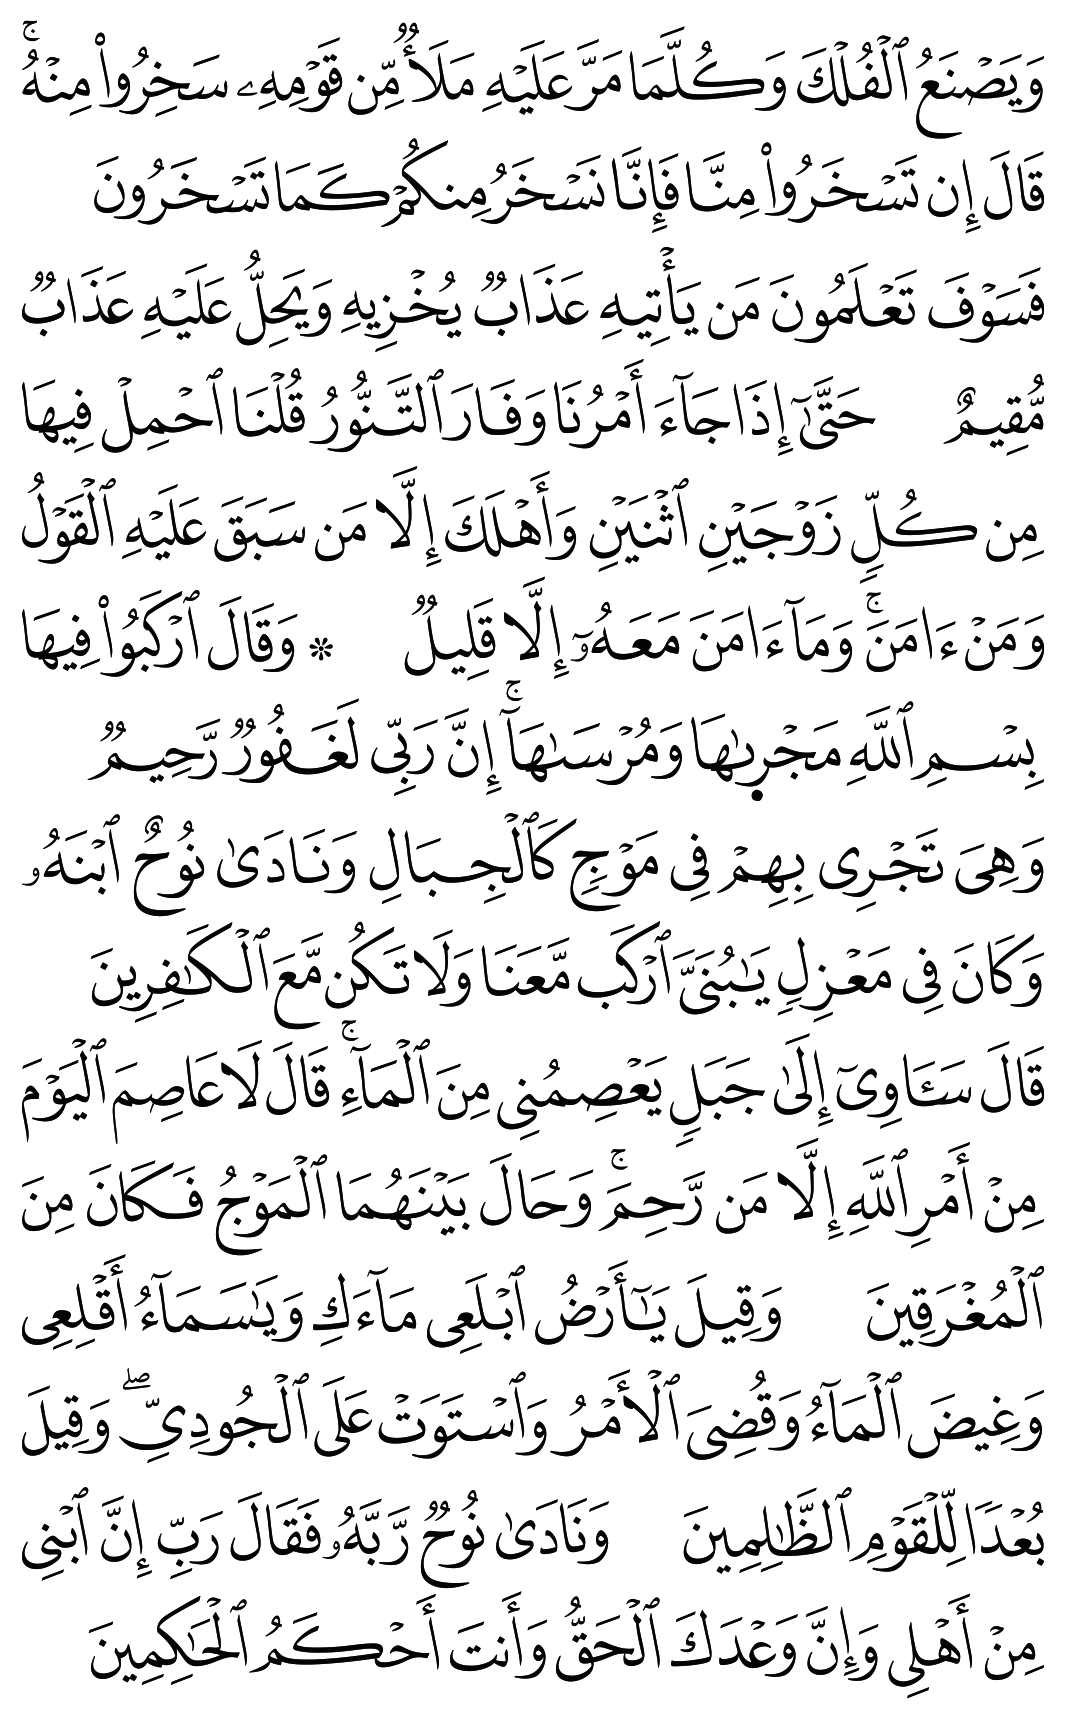 وَيَصۡنَعُ ٱلۡفُلۡكَ وَكُلَّمَا مَرَّ عَلَيۡهِ مَلَأٞ مِّن قَوۡمِهِۦ سَخِرُواْ مِنۡهُۚ
قَالَ إِن تَسۡخَرُواْ مِنَّا فَإِنَّا نَسۡخَرُ مِنكُمۡ كَمَا تَسۡخَرُونَ
فَسَوۡفَ تَعۡلَمُونَ مَن يَأۡتِيهِ عَذَابٞ يُخۡزِيهِ وَيَحِلُّ عَلَيۡهِ عَذَابٞ
مُّقِيمٌ حَتَّىٰٓ إِذَا جَآءَ أَمۡرُنَا وَفَارَ ٱلتَّنُّورُ قُلۡنَا ٱحۡمِلۡ فِيهَا
مِن كُلّٖ زَوۡجَيۡنِ ٱثۡنَيۡنِ وَأَهۡلَكَ إِلَّا مَن سَبَقَ عَلَيۡهِ ٱلۡقَوۡلُ
وَمَنۡ ءَامَنَۚ وَمَآ ءَامَنَ مَعَهُۥٓ إِلَّا قَلِيلٞ ۞ وَقَالَ ٱرۡكَبُواْ فِيهَا
بِسۡمِ ٱللَّهِ مَجۡر۪ىٰهَا وَمُرۡسَىٰهَآۚ إِنَّ رَبِّي لَغَفُورٞ رَّحِيمٞ
وَهِيَ تَجۡرِي بِهِمۡ فِي مَوۡجٖ كَٱلۡجِبَالِ وَنَادَىٰ نُوحٌ ٱبۡنَهُۥ
وَكَانَ فِي مَعۡزِلٖ يَٰبُنَيَّ ٱرۡكَب مَّعَنَا وَلَا تَكُن مَّعَ ٱلۡكَٰفِرِينَ
قَالَ سَـَٔاوِيٓ إِلَىٰ جَبَلٖ يَعۡصِمُنِي مِنَ ٱلۡمَآءِۚ قَالَ لَا عَاصِمَ ٱلۡيَوۡمَ
مِنۡ أَمۡرِ ٱللَّهِ إِلَّا مَن رَّحِمَۚ وَحَالَ بَيۡنَهُمَا ٱلۡمَوۡجُ فَكَانَ مِنَ
ٱلۡمُغۡرَقِينَ وَقِيلَ يَٰٓأَرۡضُ ٱبۡلَعِي مَآءَكِ وَيَٰسَمَآءُ أَقۡلِعِي
وَغِيضَ ٱلۡمَآءُ وَقُضِيَ ٱلۡأَمۡرُ وَٱسۡتَوَتۡ عَلَى ٱلۡجُودِيِّۖ وَقِيلَ
بُعۡدٗا لِّلۡقَوۡمِ ٱلظَّٰلِمِينَ وَنَادَىٰ نُوحٞ رَّبَّهُۥ فَقَالَ رَبِّ إِنَّ ٱبۡنِي
مِنۡ أَهۡلِي وَإِنَّ وَعۡدَكَ ٱلۡحَقُّ وَأَنتَ أَحۡكَمُ ٱلۡحَٰكِمِينَ